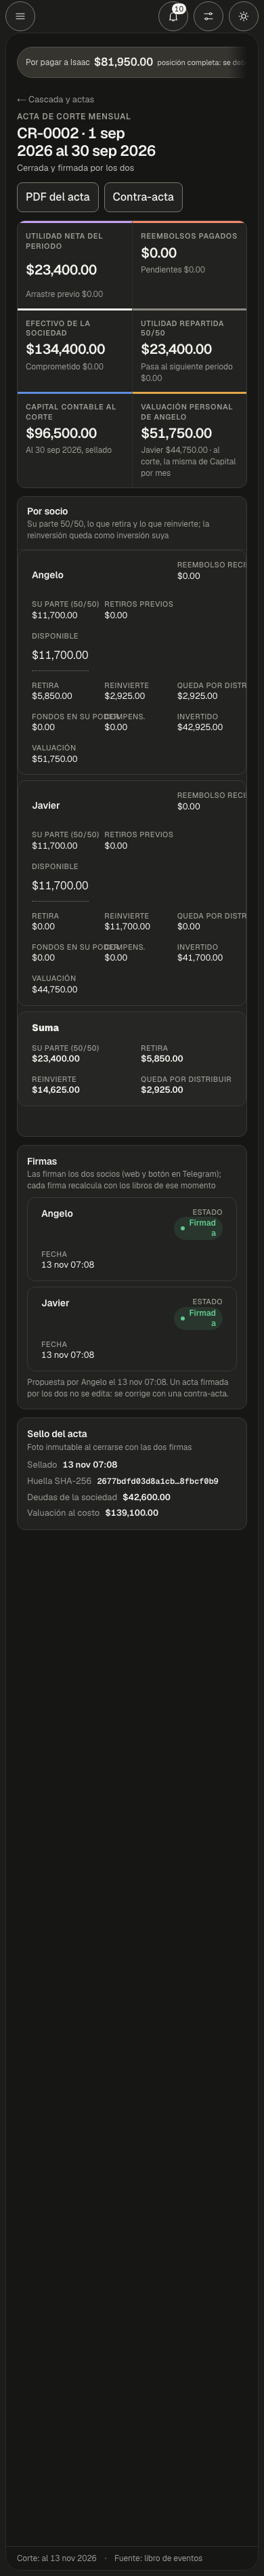 10
Por pagar a Isaac $81,950.00 posición completa: se
← Cascada y actas
ACTA DE CORTE MENSUAL
CR-0002 · 1 sep
2026 al 30 sep 2026
Cerrada y firmada por los dos
PDF del acta
Contra-acta
UTILIDAD NETA DEL
PERIODO
$23,400.00
Arrastre previo $0.00
REEMBOLSOS PAGADOS
$0.00
Pendientes $0.00
EFECTIVO DE LA
SOCIEDAD
$134,400.00
Comprometido $0.00
UTILIDAD REPARTIDA
50/50
$23,400.00
Pasa al siguiente periodo
$0.00
CAPITAL CONTABLE AL
CORTE
$96,500.00
Al 30 sep 2026, sellado
VALUACIÓN PERSONAL
DE ANGELO
$51,750.00
Javier $44,750.00 · al
corte, la misma de Capital
por mes
Por socio
Su parte 50/50, lo que retira y lo que reinvierte; la
reinversión queda como inversión suya
Angelo
REEMBOLSO RECI
$0.00
SU PARTE (50/50) RETIROS PREVIOS
$11,700.00 $0.00
DISPONIBLE
$11,700.00
RETIRA REINVIERTE QUEDA POR DISTR
$5,850.00 $2,925.00 $2,925.00
FONDOS EN SU PODER COMPENS. INVERTIDO
$0.00 $0.00 $42,925.00
VALUACIÓN
$51,750.00
Javier
REEMBOLSO RECI
$0.00
SU PARTE (50/50) RETIROS PREVIOS
$11,700.00 $0.00
DISPONIBLE
$11,700.00
RETIRA REINVIERTE QUEDA POR DISTR
$0.00 $11,700.00 $0.00
FONDOS EN SU PODER COMPENS. INVERTIDO
$0.00 $0.00 $41,700.00
VALUACIÓN
$44,750.00
Suma
SU PARTE (50/50) RETIRA
$23,400.00 $5,850.00
REINVIERTE QUEDA POR DISTRIBUIR
$14,625.00 $2,925.00
Firmas
Las firman los dos socios (web y botón en Telegram);
cada firma recalcula con los libros de ese momento
Angelo
ESTADO
Firmad
a
FECHA
13 nov 07:08
Javier
ESTADO
Firmad
a
FECHA
13 nov 07:08
Propuesta por Angelo el 13 nov 07:08. Un acta firmada
por los dos no se edita: se corrige con una contra-acta.
Sello del acta
Foto inmutable al cerrarse con las dos firmas
Sellado 13 nov 07:08
Huella SHA-256 2677bdfd03d8a1cb…8fbcf0b9
Deudas de la sociedad $42,600.00
Valuación al costo $139,100.00
Corte: al 13 nov 2026 · Fuente: libro de eventos